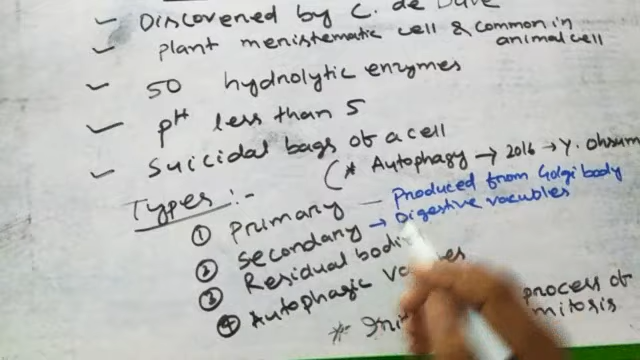 Discovered by C. de Duve
plant meristematic cell & common in animal cell
50 hydrolytic enzymes
pH less than 5
Suicidal bags of a cell
(* Autophagy → 2016 → Y. ohsum
Types :-
① Primary — Produced from Golgi body
② Secondary → Digestive vacuoles
③ Residual bodi
④ Autophagic
* process of
mitosis